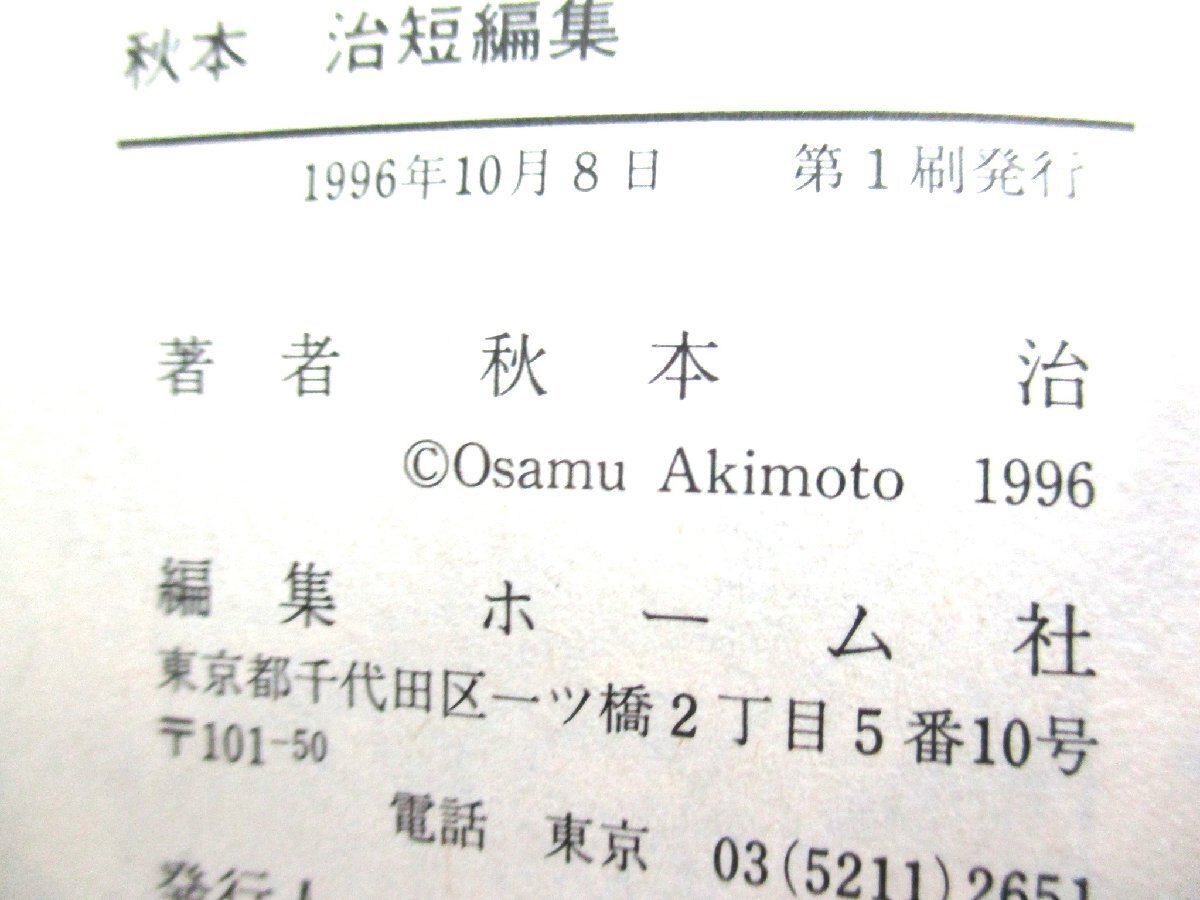 秋本 治短編集
1996年10月8日 第1刷発行
著者 秋本 治
©Osamu Akimoto 1996
編集 ホーム社
東京都千代田区一ツ橋2丁目5番10号
〒101-50
電話 東京 03(5211)2651
発行人